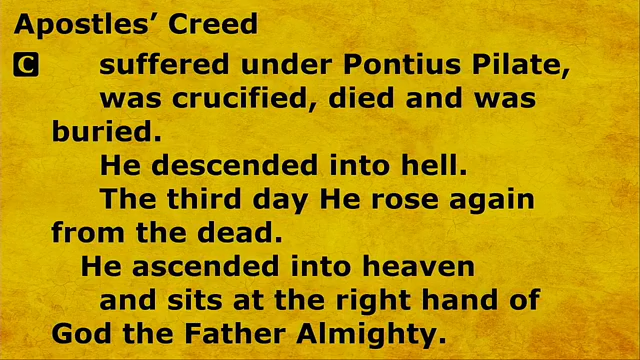 Apostles’ Creed
C suffered under Pontius Pilate,
was crucified, died and was
buried.
He descended into hell.
The third day He rose again
from the dead.
He ascended into heaven
and sits at the right hand of
God the Father Almighty.